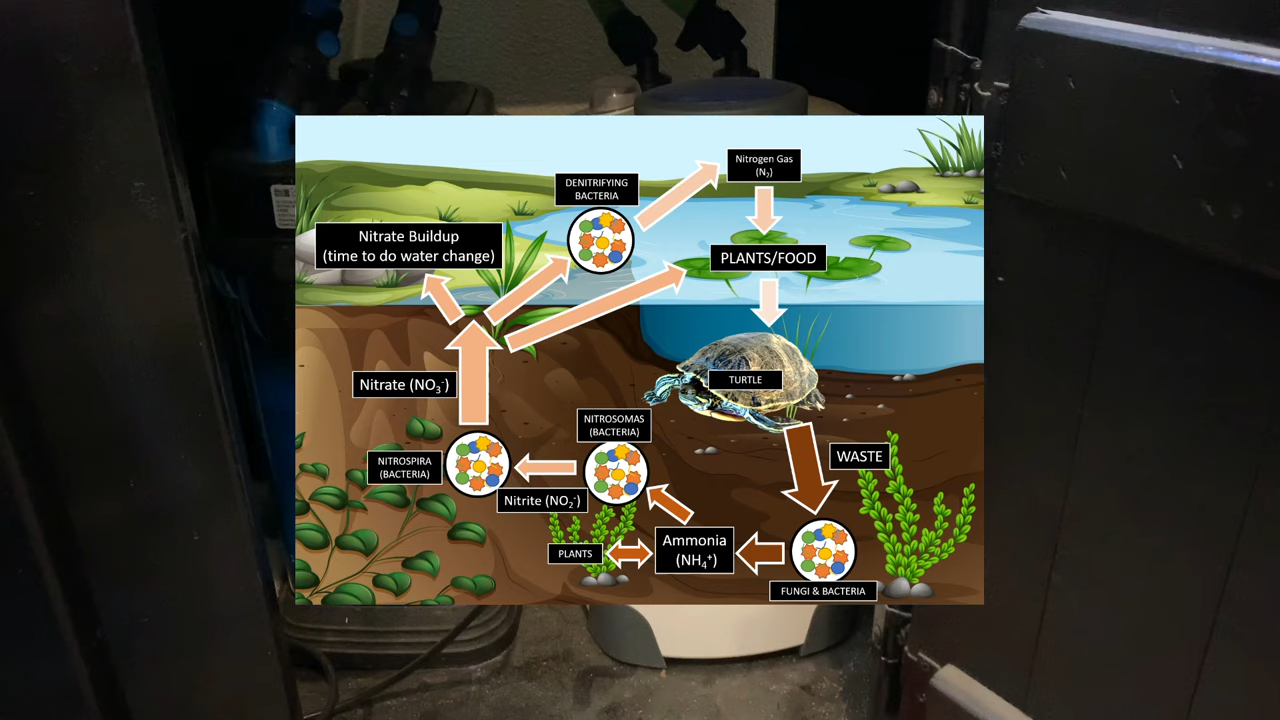 Nitrogen Gas
(N₂)
DENITRIFYING
BACTERIA
Nitrate Buildup
(time to do water change)
PLANTS/FOOD
TURTLE
Nitrate (NO₃⁻)
NITROSOMAS
(BACTERIA)
WASTE
NITROSPIRA
(BACTERIA)
Nitrite (NO₂⁻)
Ammonia
(NH₄⁺)
PLANTS
FUNGI & BACTERIA